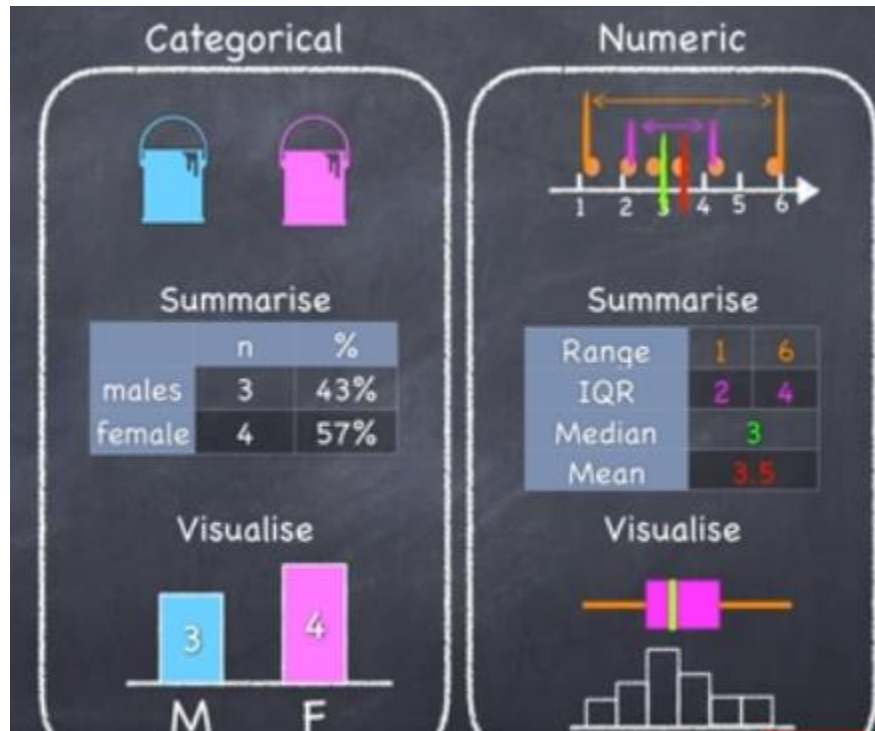 Categorical
Numeric
1 2 3 4 5 6
Summarise
n %
males 3 43%
female 4 57%
Visualise
3 4
M F
Summarise
Range 1 6
IQR 2 4
Median 3
Mean 3.5
Visualise